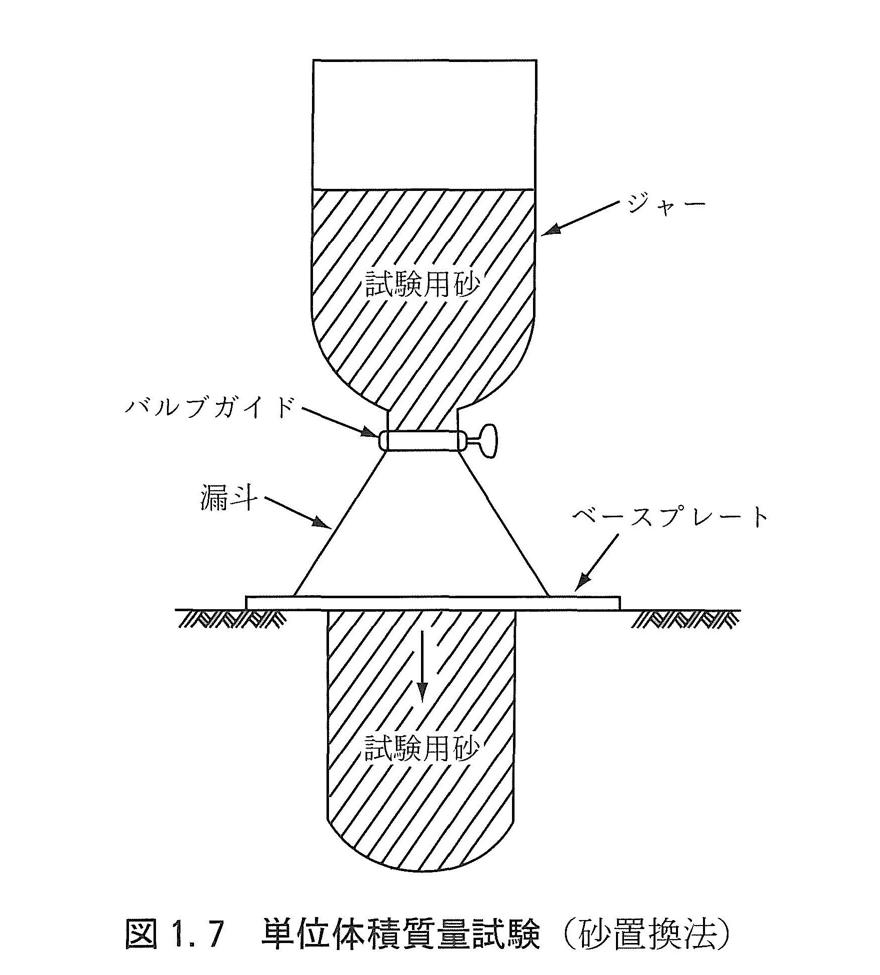 ジャー
試験用砂
バルブガイド
漏斗
ベースプレート
試験用砂
図1.7 単位体積質量試験（砂置換法）